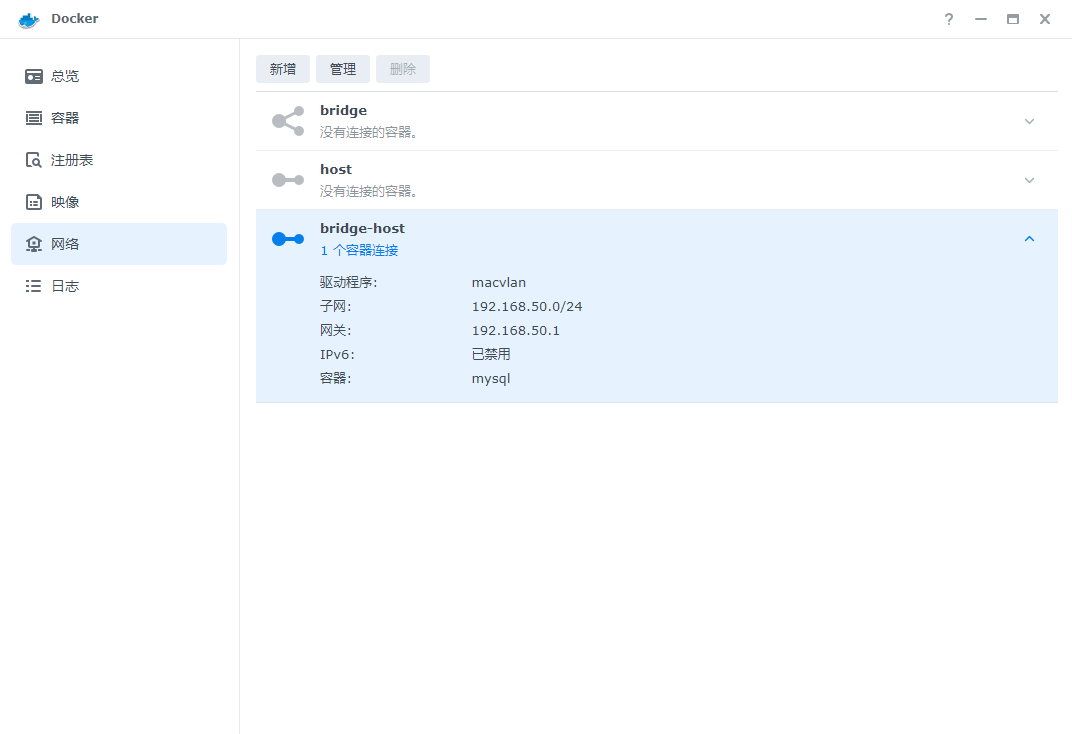 Docker
?
总览
容器
注册表
映像
网络
日志
新增 管理 删除
bridge
没有连接的容器。
host
没有连接的容器。
bridge-host
1 个容器连接
驱动程序: macvlan
子网: 192.168.50.0/24
网关: 192.168.50.1
IPv6: 已禁用
容器: mysql